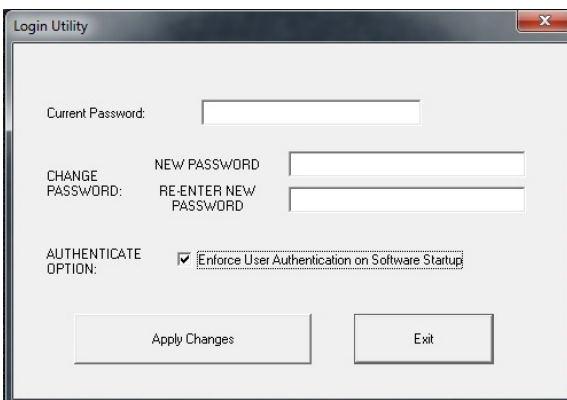 Login Utility
Current Password:
CHANGE
PASSWORD:
NEW PASSWORD
RE-ENTER NEW
PASSWORD
AUTHENTICATE
OPTION:
Enforce User Authentication on Software Startup
Apply Changes
Exit